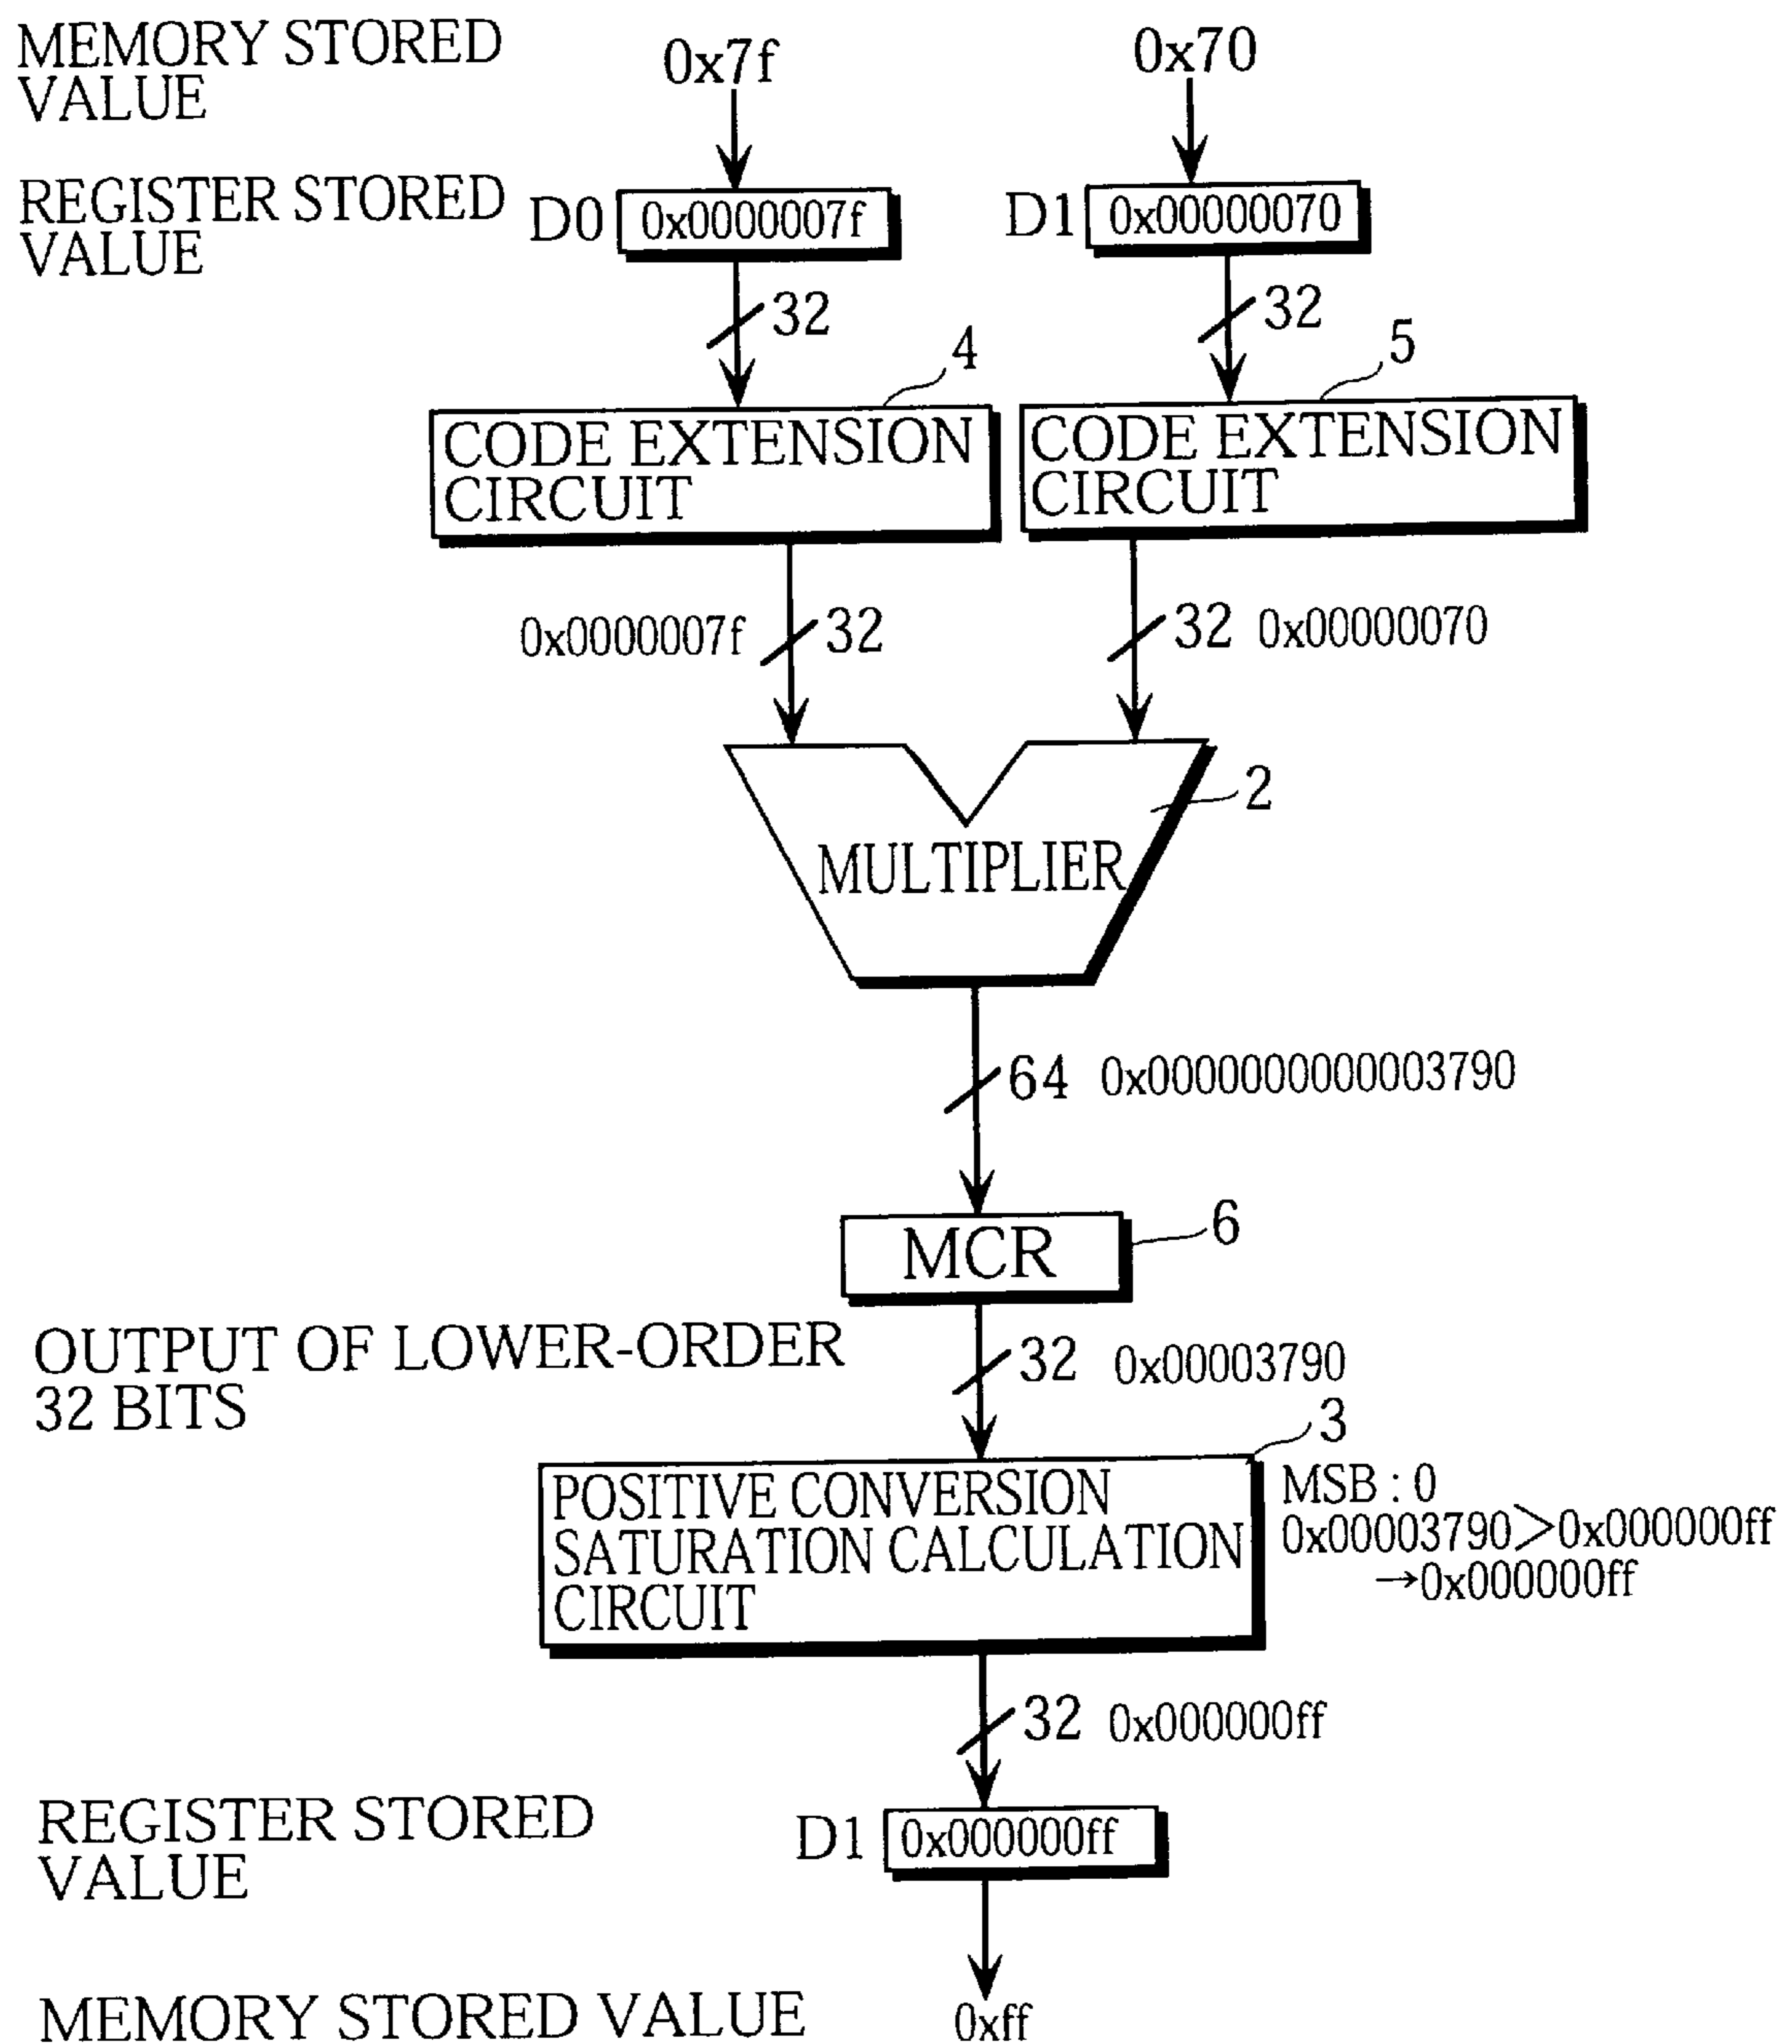 MEMORY STORED
VALUE
0x7f
0x70
REGISTER STORED
VALUE
D0
0x0000007f
D1
0x00000070
32
32
4
5
CODE EXTENSION
CIRCUIT
CODE EXTENSION
CIRCUIT
0x0000007f
32
32
0x00000070
2
MULTIPLIER
64
0x0000000000003790
6
MCR
OUTPUT OF LOWER-ORDER
32 BITS
32
0x00003790
3
POSITIVE CONVERSION
SATURATION CALCULATION
CIRCUIT
MSB : 0
0x00003790>0x000000ff
→0x000000ff
32
0x000000ff
REGISTER STORED
VALUE
D1
0x000000ff
MEMORY STORED VALUE
0xff